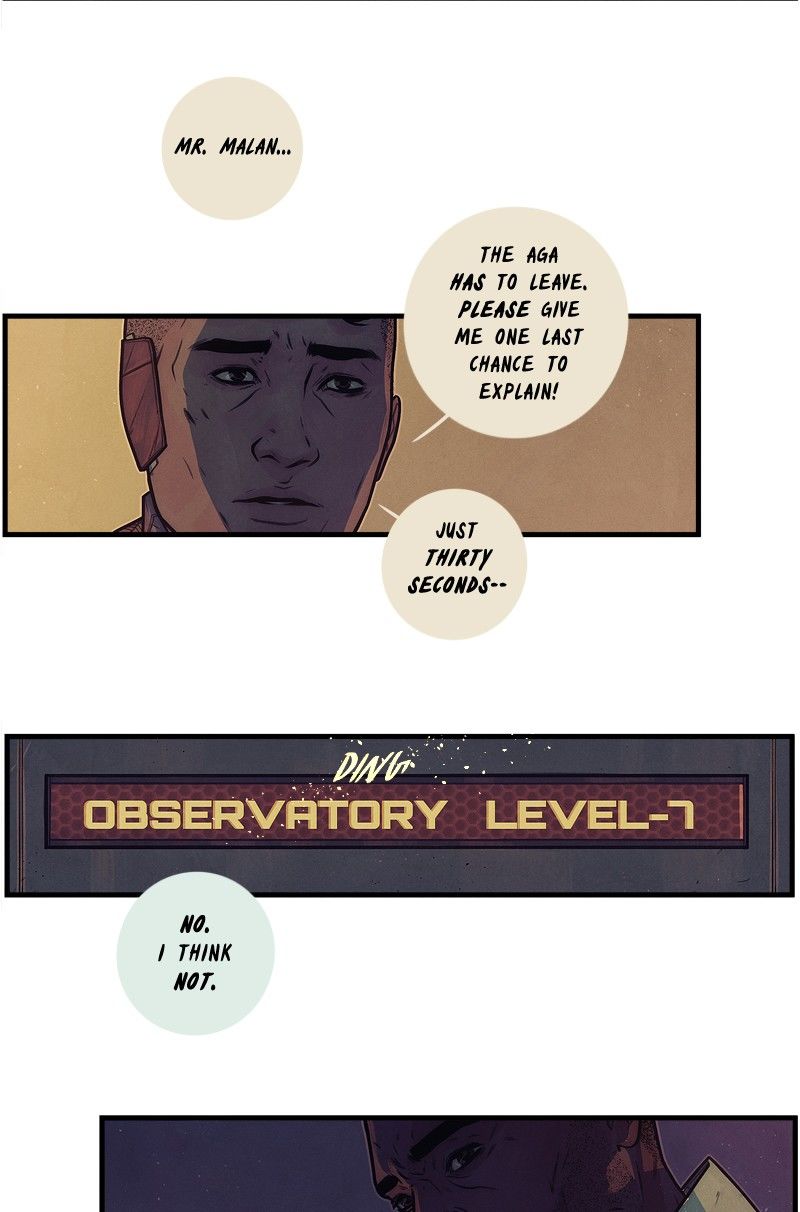 MR. MALAN...
THE AGA
HAS TO LEAVE.
PLEASE GIVE
ME ONE LAST
CHANCE TO
EXPLAIN!
JUST
THIRTY
SECONDS--
DING
OBSERVATORY LEVEL-7
NO.
I THINK
NOT.